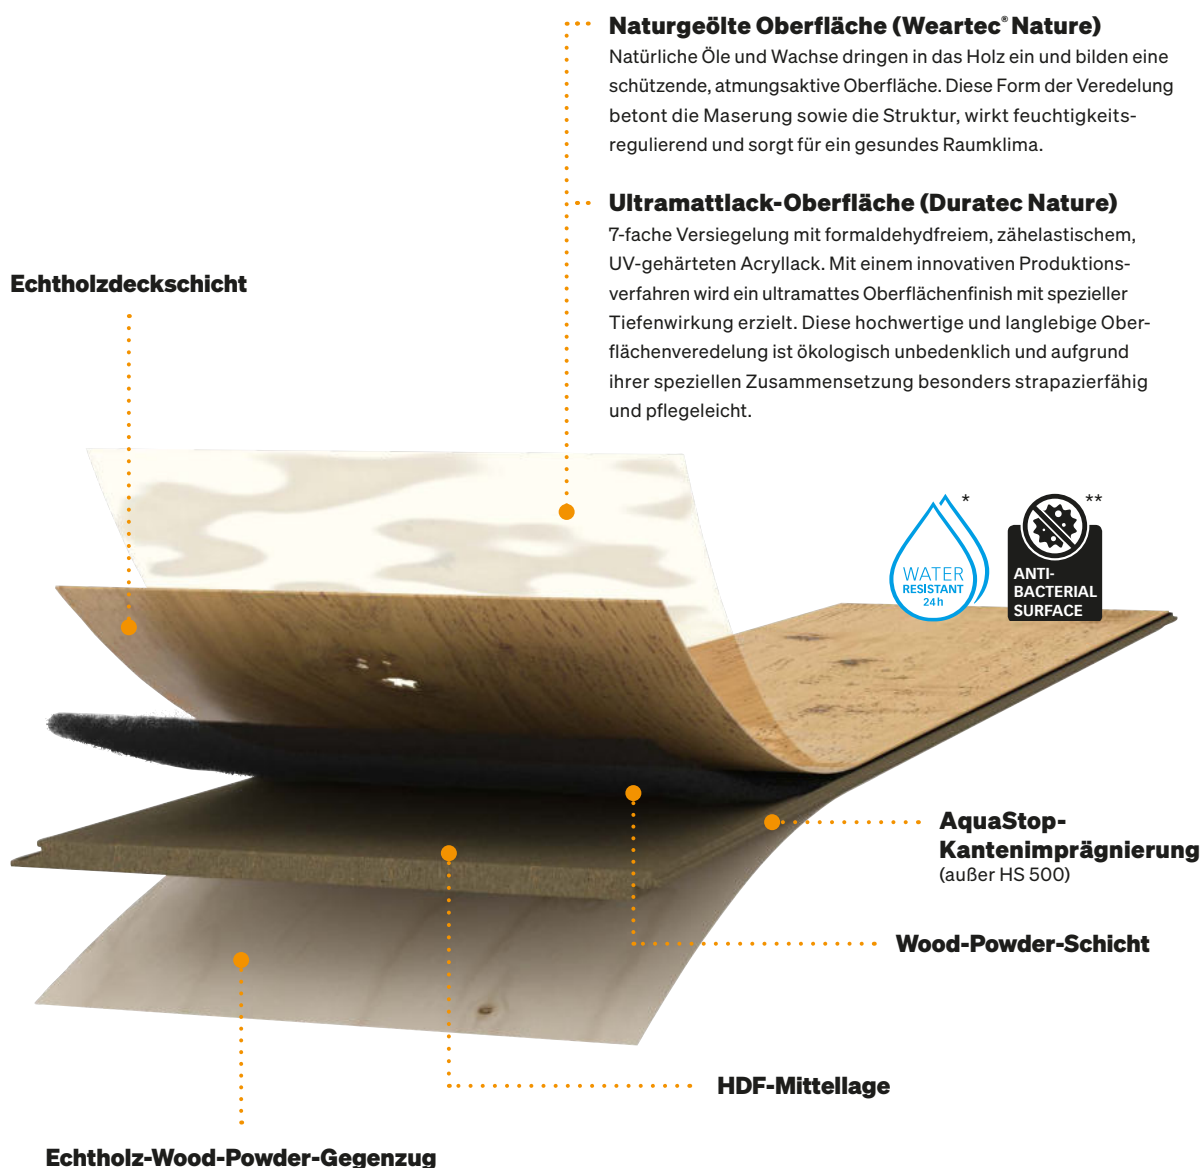 Naturgeölte Oberfläche (Weartec® Nature)
Natürliche Öle und Wachse dringen in das Holz ein und bilden eine
schützende, atmungsaktive Oberfläche. Diese Form der Veredelung
betont die Maserung sowie die Struktur, wirkt feuchtigkeits-
regulierend und sorgt für ein gesundes Raumklima.
Ultramattlack-Oberfläche (Duratec Nature)
7-fache Versiegelung mit formaldehydfreiem, zähelastischem,
UV-gehärteten Acryllack. Mit einem innovativen Produktions-
verfahren wird ein ultramattes Oberflächenfinish mit spezieller
Tiefenwirkung erzielt. Diese hochwertige und langlebige Ober-
flächenveredelung ist ökologisch unbedenklich und aufgrund
ihrer speziellen Zusammensetzung besonders strapazierfähig
und pflegeleicht.
Echtholzdeckschicht
*
WATER
RESISTANT
24h
**
ANTI-
BACTERIAL
SURFACE
AquaStop-
Kantenimprägnierung
(außer HS 500)
Wood-Powder-Schicht
HDF-Mittellage
Echtholz-Wood-Powder-Gegenzug